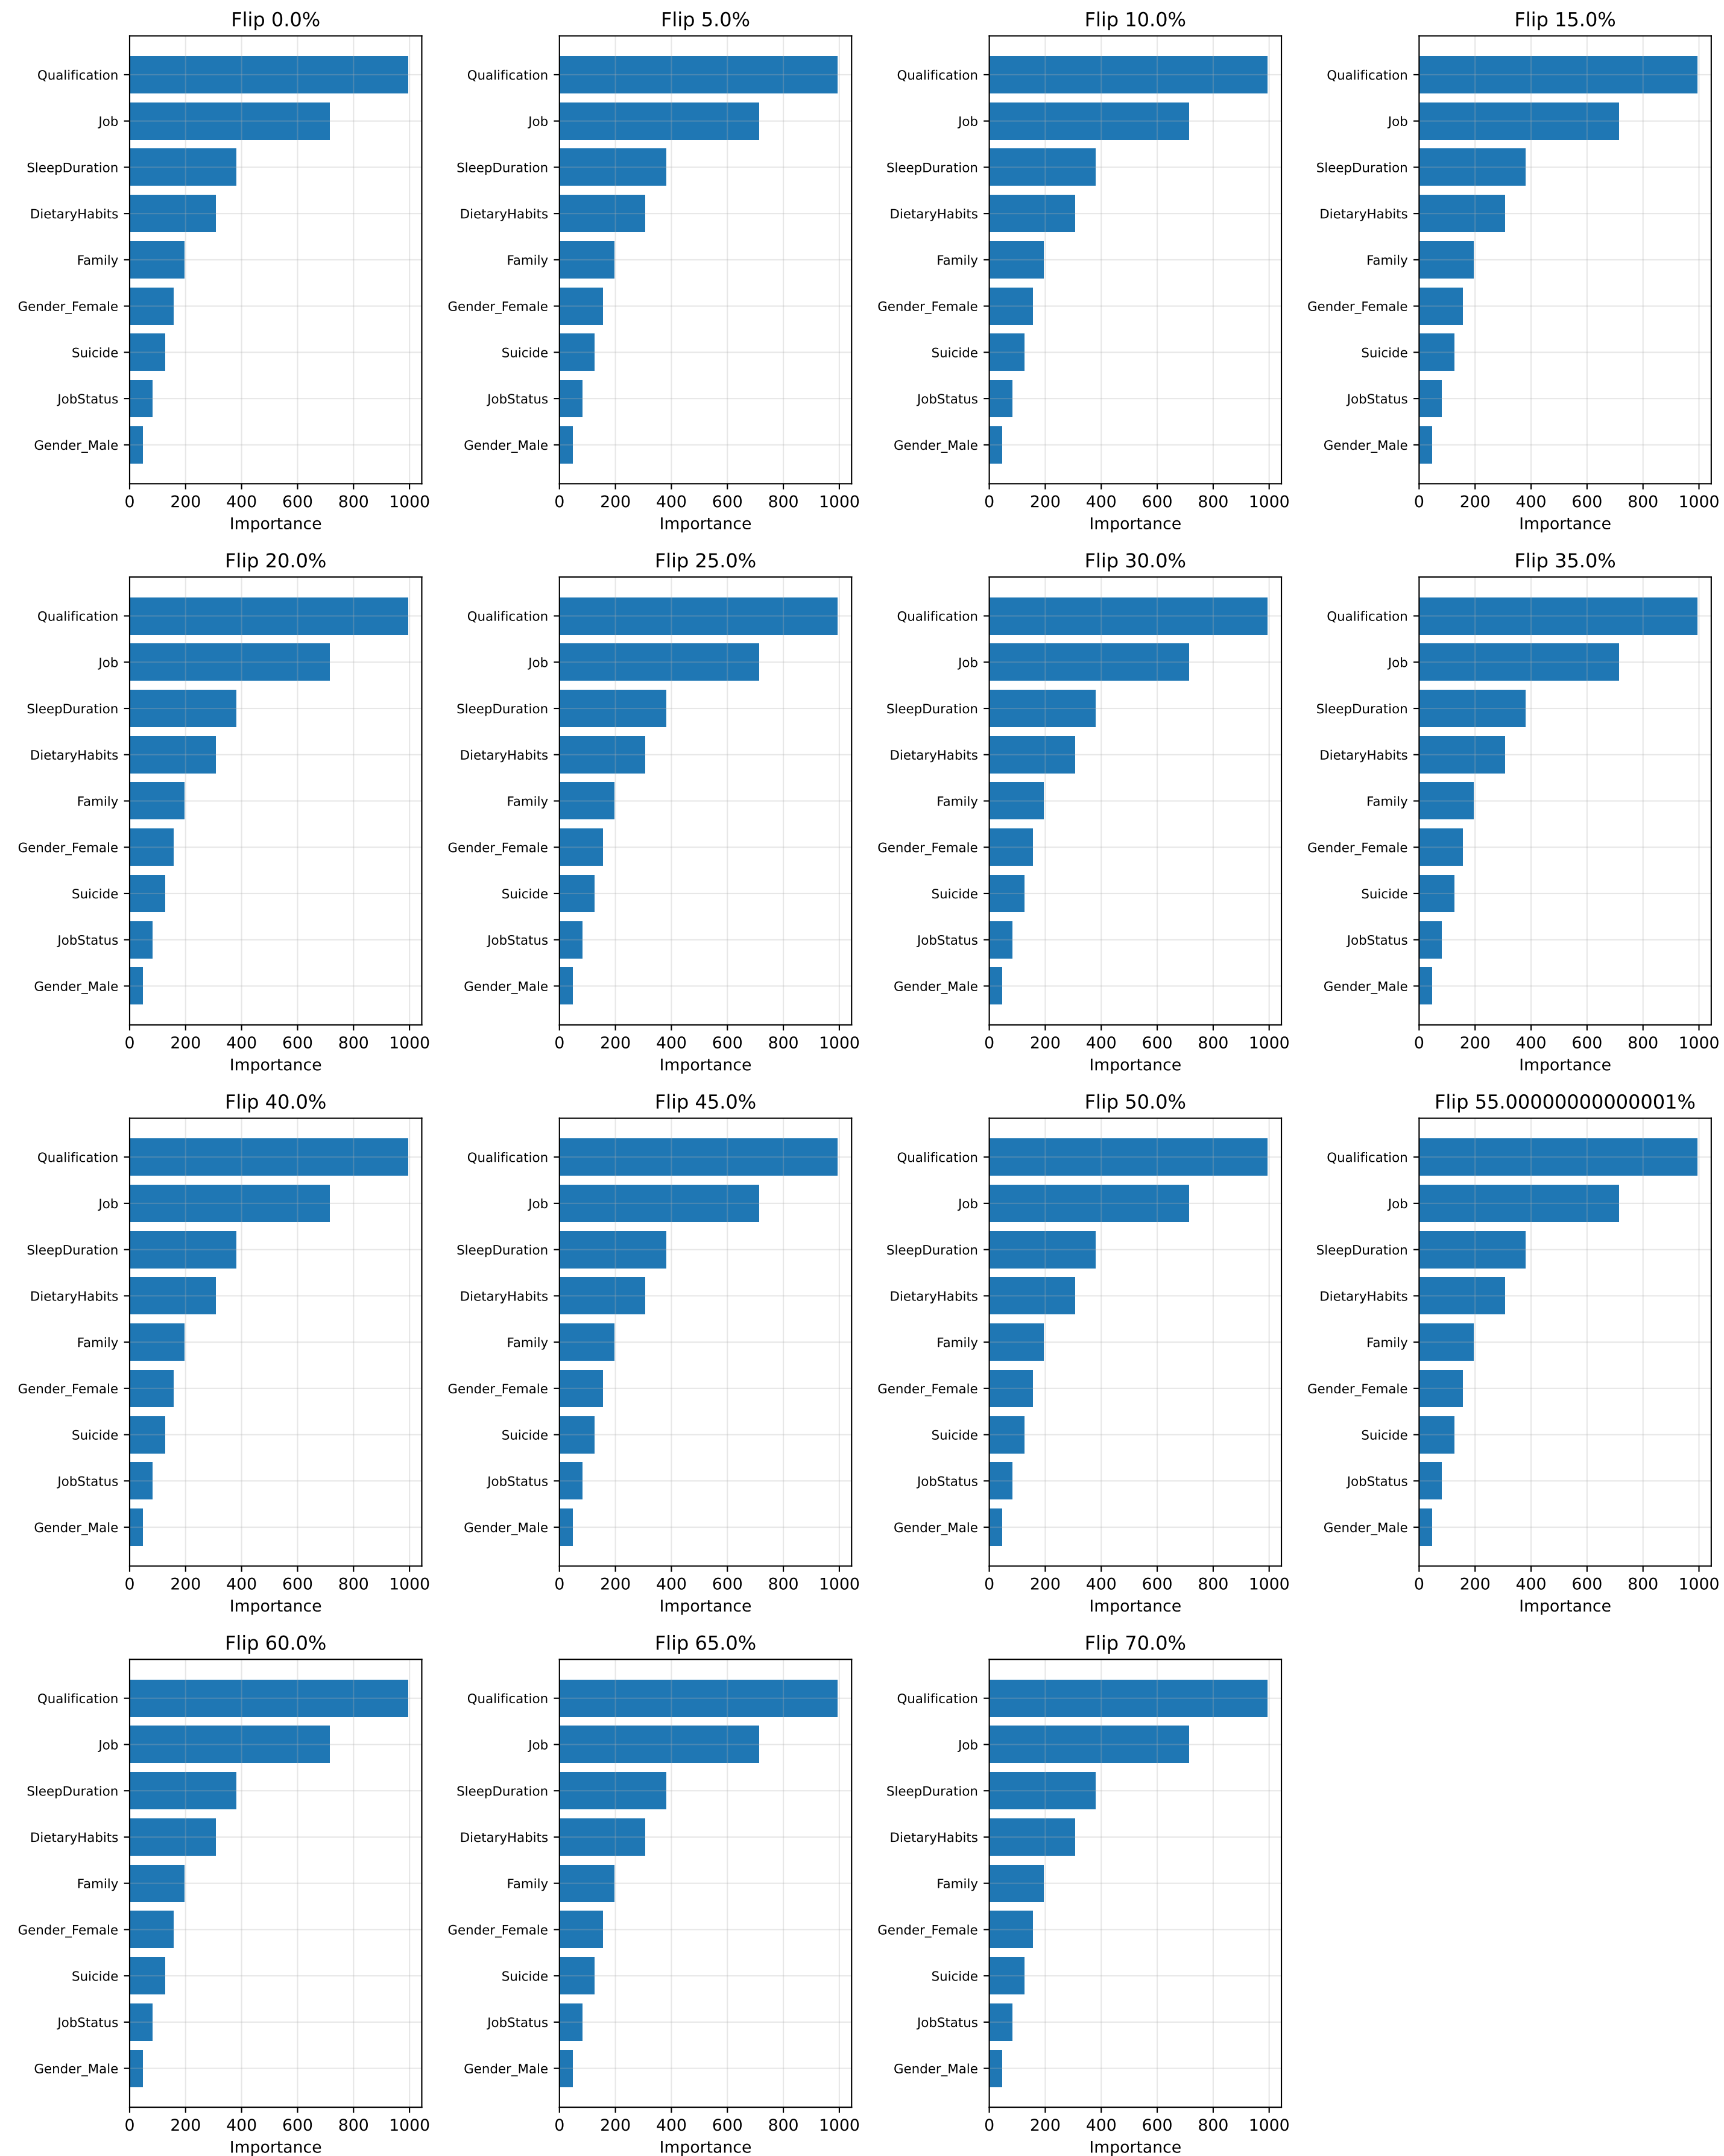 Flip 0.0%
Qualification
Job
SleepDuration
DietaryHabits
Family
Gender_Female
Suicide
JobStatus
Gender_Male
0 200 400 600 800 1000
Importance
Flip 5.0%
Qualification
Job
SleepDuration
DietaryHabits
Family
Gender_Female
Suicide
JobStatus
Gender_Male
0 200 400 600 800 1000
Importance
Flip 10.0%
Qualification
Job
SleepDuration
DietaryHabits
Family
Gender_Female
Suicide
JobStatus
Gender_Male
0 200 400 600 800 1000
Importance
Flip 15.0%
Qualification
Job
SleepDuration
DietaryHabits
Family
Gender_Female
Suicide
JobStatus
Gender_Male
0 200 400 600 800 1000
Importance
Flip 20.0%
Qualification
Job
SleepDuration
DietaryHabits
Family
Gender_Female
Suicide
JobStatus
Gender_Male
0 200 400 600 800 1000
Importance
Flip 25.0%
Qualification
Job
SleepDuration
DietaryHabits
Family
Gender_Female
Suicide
JobStatus
Gender_Male
0 200 400 600 800 1000
Importance
Flip 30.0%
Qualification
Job
SleepDuration
DietaryHabits
Family
Gender_Female
Suicide
JobStatus
Gender_Male
0 200 400 600 800 1000
Importance
Flip 35.0%
Qualification
Job
SleepDuration
DietaryHabits
Family
Gender_Female
Suicide
JobStatus
Gender_Male
0 200 400 600 800 1000
Importance
Flip 40.0%
Qualification
Job
SleepDuration
DietaryHabits
Family
Gender_Female
Suicide
JobStatus
Gender_Male
0 200 400 600 800 1000
Importance
Flip 45.0%
Qualification
Job
SleepDuration
DietaryHabits
Family
Gender_Female
Suicide
JobStatus
Gender_Male
0 200 400 600 800 1000
Importance
Flip 50.0%
Qualification
Job
SleepDuration
DietaryHabits
Family
Gender_Female
Suicide
JobStatus
Gender_Male
0 200 400 600 800 1000
Importance
Flip 55.00000000000001%
Qualification
Job
SleepDuration
DietaryHabits
Family
Gender_Female
Suicide
JobStatus
Gender_Male
0 200 400 600 800 1000
Importance
Flip 60.0%
Qualification
Job
SleepDuration
DietaryHabits
Family
Gender_Female
Suicide
JobStatus
Gender_Male
0 200 400 600 800 1000
Importance
Flip 65.0%
Qualification
Job
SleepDuration
DietaryHabits
Family
Gender_Female
Suicide
JobStatus
Gender_Male
0 200 400 600 800 1000
Importance
Flip 70.0%
Qualification
Job
SleepDuration
DietaryHabits
Family
Gender_Female
Suicide
JobStatus
Gender_Male
0 200 400 600 800 1000
Importance